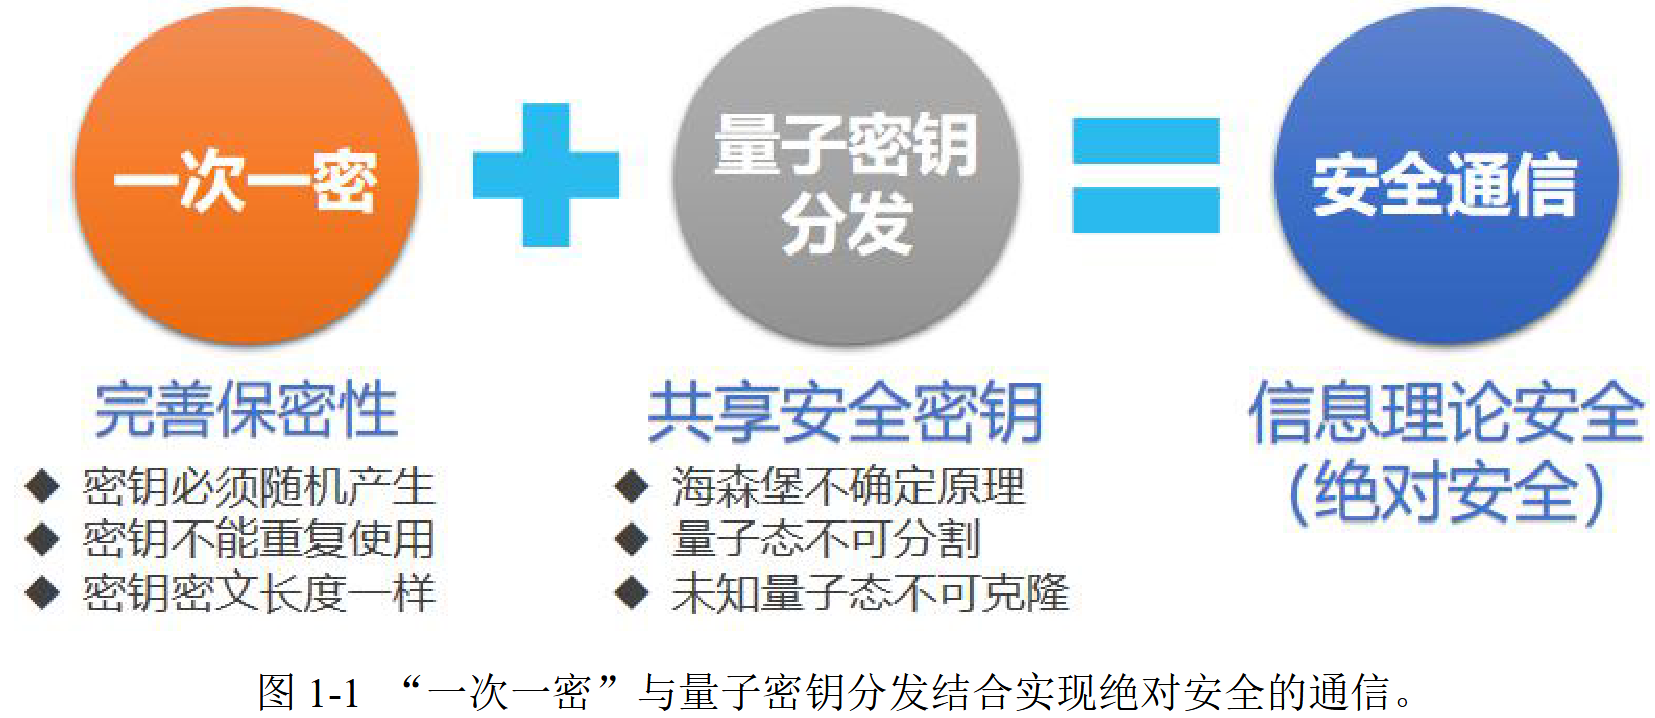 一次一密
量子密钥
分发
安全通信
完善保密性
◆ 密钥必须随机产生
◆ 密钥不能重复使用
◆ 密钥密文长度一样
共享安全密钥
◆ 海森堡不确定原理
◆ 量子态不可分割
◆ 未知量子态不可克隆
信息理论安全
（绝对安全）
图 1-1 “一次一密”与量子密钥分发结合实现绝对安全的通信。